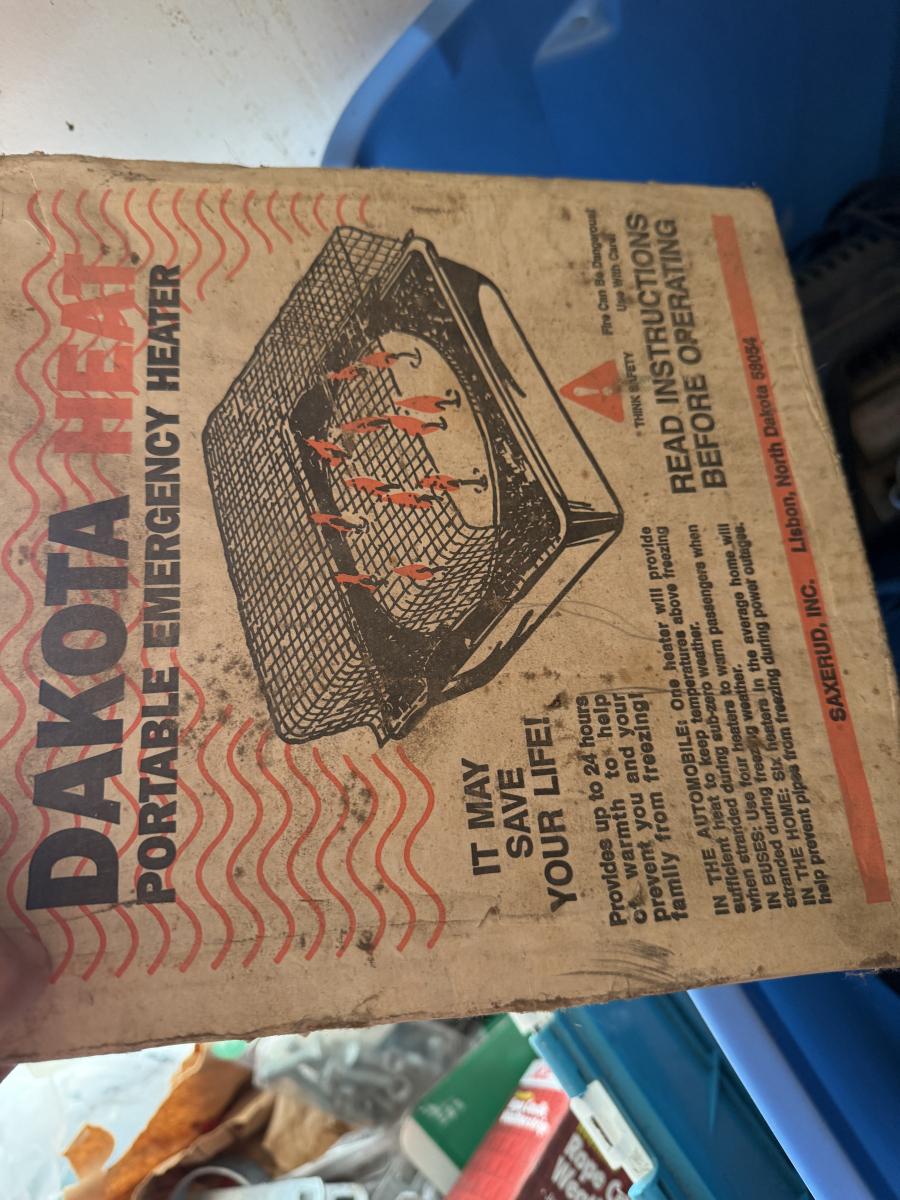 DAKOTA HEAT
PORTABLE EMERGENCY HEATER
IT MAY
SAVE
YOUR LIFE!
Provides up to 24 hours
of warmth to help
prevent you and your
family from freezing!
IN THE AUTOMOBILE: One heater will provide
sufficient heat to keep temperatures above freezing
when stranded during sub-zero weather.
IN BUSES: Use four heaters to warm passengers when
stranded during freezing weather.
IN THE HOME: Six heaters in the average home will
help prevent pipes from freezing during power outages.
THINK SAFETY
Fire Can Be Dangerous!
Use With Care!
READ INSTRUCTIONS
BEFORE OPERATING
SAXERUD, INC. Lisbon, North Dakota 58054
Rope C